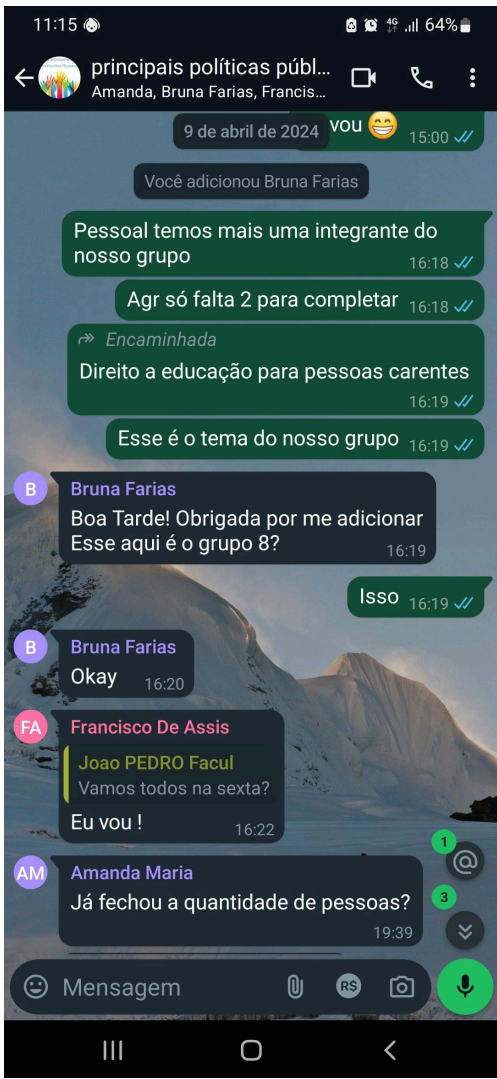 11:15
4G
64%
principais políticas públ...
Amanda, Bruna Farias, Francis...
9 de abril de 2024
vou 😁
15:00
Você adicionou Bruna Farias
Pessoal temos mais uma integrante do
nosso grupo
16:18
Agr só falta 2 para completar 16:18
Encaminhada
Direito a educação para pessoas carentes
16:19
Esse é o tema do nosso grupo 16:19
B
Bruna Farias
Boa Tarde! Obrigada por me adicionar
Esse aqui é o grupo 8?
16:19
Isso 16:19
B
Bruna Farias
Okay 16:20
FA
Francisco De Assis
Joao PEDRO Facul
Vamos todos na sexta?
Eu vou !
16:22
1
@
AM
Amanda Maria
Já fechou a quantidade de pessoas?
3
19:39
Mensagem
R$